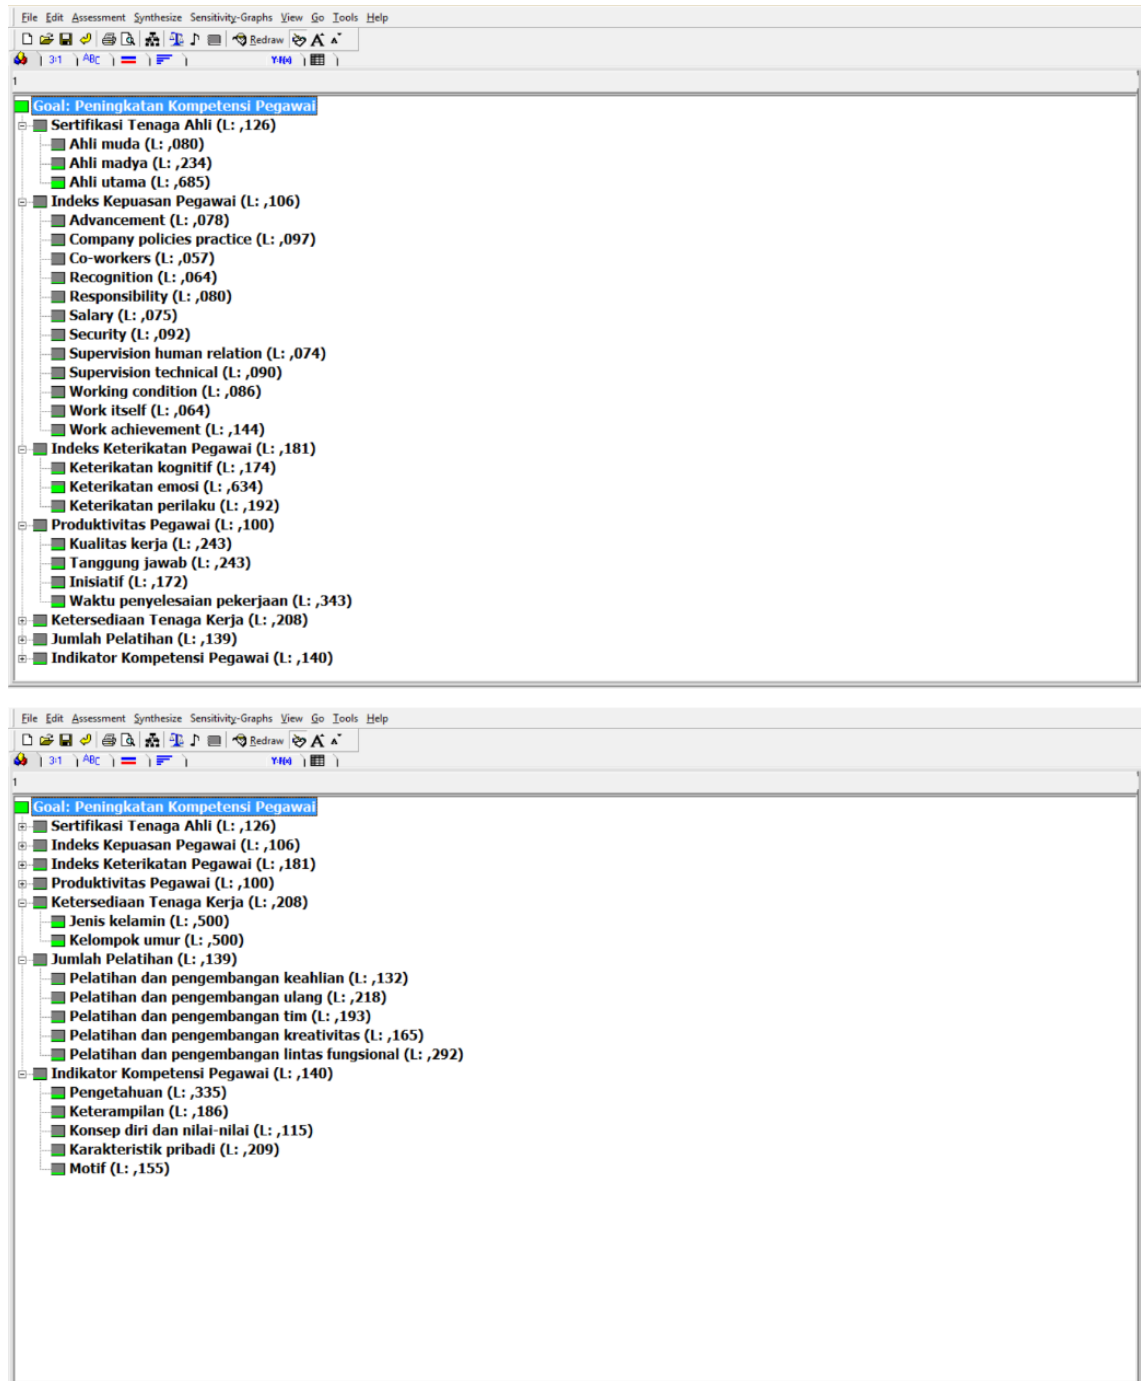 File Edit Assessment Synthesize Sensitivity-Graphs View Go Tools Help
Redraw A A
3:1 ABC Y=f(x)
1
Goal: Peningkatan Kompetensi Pegawai
Sertifikasi Tenaga Ahli (L: ,126)
Ahli muda (L: ,080)
Ahli madya (L: ,234)
Ahli utama (L: ,685)
Indeks Kepuasan Pegawai (L: ,106)
Advancement (L: ,078)
Company policies practice (L: ,097)
Co-workers (L: ,057)
Recognition (L: ,064)
Responsibility (L: ,080)
Salary (L: ,075)
Security (L: ,092)
Supervision human relation (L: ,074)
Supervision technical (L: ,090)
Working condition (L: ,086)
Work itself (L: ,064)
Work achievement (L: ,144)
Indeks Keterikatan Pegawai (L: ,181)
Keterikatan kognitif (L: ,174)
Keterikatan emosi (L: ,634)
Keterikatan perilaku (L: ,192)
Produktivitas Pegawai (L: ,100)
Kualitas kerja (L: ,243)
Tanggung jawab (L: ,243)
Inisiatif (L: ,172)
Waktu penyelesaian pekerjaan (L: ,343)
Ketersediaan Tenaga Kerja (L: ,208)
Jumlah Pelatihan (L: ,139)
Indikator Kompetensi Pegawai (L: ,140)
File Edit Assessment Synthesize Sensitivity-Graphs View Go Tools Help
Redraw A A
3:1 ABC Y=f(x)
1
Goal: Peningkatan Kompetensi Pegawai
Sertifikasi Tenaga Ahli (L: ,126)
Indeks Kepuasan Pegawai (L: ,106)
Indeks Keterikatan Pegawai (L: ,181)
Produktivitas Pegawai (L: ,100)
Ketersediaan Tenaga Kerja (L: ,208)
Jenis kelamin (L: ,500)
Kelompok umur (L: ,500)
Jumlah Pelatihan (L: ,139)
Pelatihan dan pengembangan keahlian (L: ,132)
Pelatihan dan pengembangan ulang (L: ,218)
Pelatihan dan pengembangan tim (L: ,193)
Pelatihan dan pengembangan kreativitas (L: ,165)
Pelatihan dan pengembangan lintas fungsional (L: ,292)
Indikator Kompetensi Pegawai (L: ,140)
Pengetahuan (L: ,335)
Keterampilan (L: ,186)
Konsep diri dan nilai-nilai (L: ,115)
Karakteristik pribadi (L: ,209)
Motif (L: ,155)